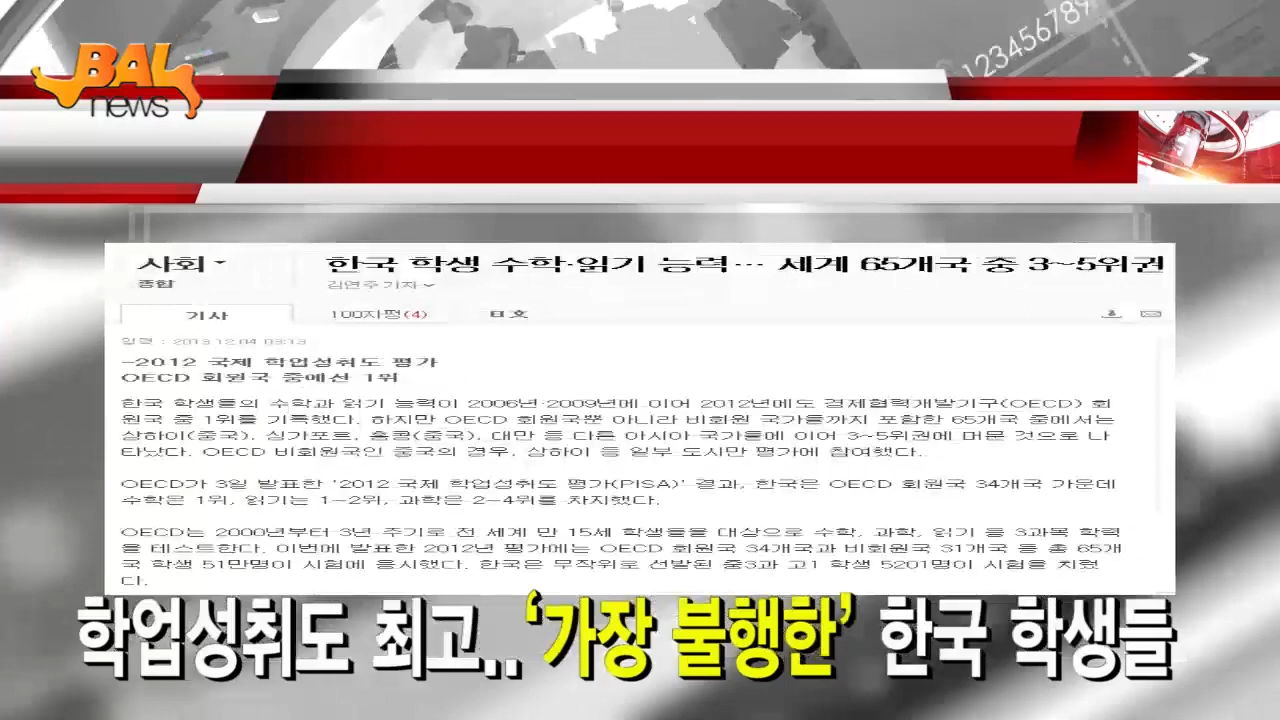 123456789
1
BAL
news
사회
한국 학생 수학·읽기 능력… 세계 65개국 중 3~5위권
종합
김연주 기자
기사
100자평(4)
日文
입력 : 2013.12.04 03:13
-2012 국제 학업성취도 평가
OECD 회원국 중에선 1위
한국 학생들의 수학과 읽기 능력이 2006년·2009년에 이어 2012년에도 경제협력개발기구(OECD) 회
원국 중 1위를 기록했다. 하지만 OECD 회원국뿐 아니라 비회원 국가들까지 포함한 65개국 중에서는
상하이(중국), 싱가포르, 홍콩(중국), 대만 등 다른 아시아 국가들에 이어 3~5위권에 머문 것으로 나
타났다. OECD 비회원국인 중국의 경우, 상하이 등 일부 도시만 평가에 참여했다.
OECD가 3일 발표한 '2012 국제 학업성취도 평가(PISA)' 결과, 한국은 OECD 회원국 34개국 가운데
수학은 1위, 읽기는 1~2위, 과학은 2~4위를 차지했다.
OECD는 2000년부터 3년 주기로 전 세계 만 15세 학생들을 대상으로 수학, 과학, 읽기 등 3과목 학력
을 테스트한다. 이번에 발표한 2012년 평가에는 OECD 회원국 34개국과 비회원국 31개국 등 총 65개
국 학생 51만명이 시험에 응시했다. 한국은 무작위로 선발된 중3과 고1 학생 5201명이 시험을 치렀
다.
학업성취도 최고.. ‘가장 불행한’ 한국 학생들